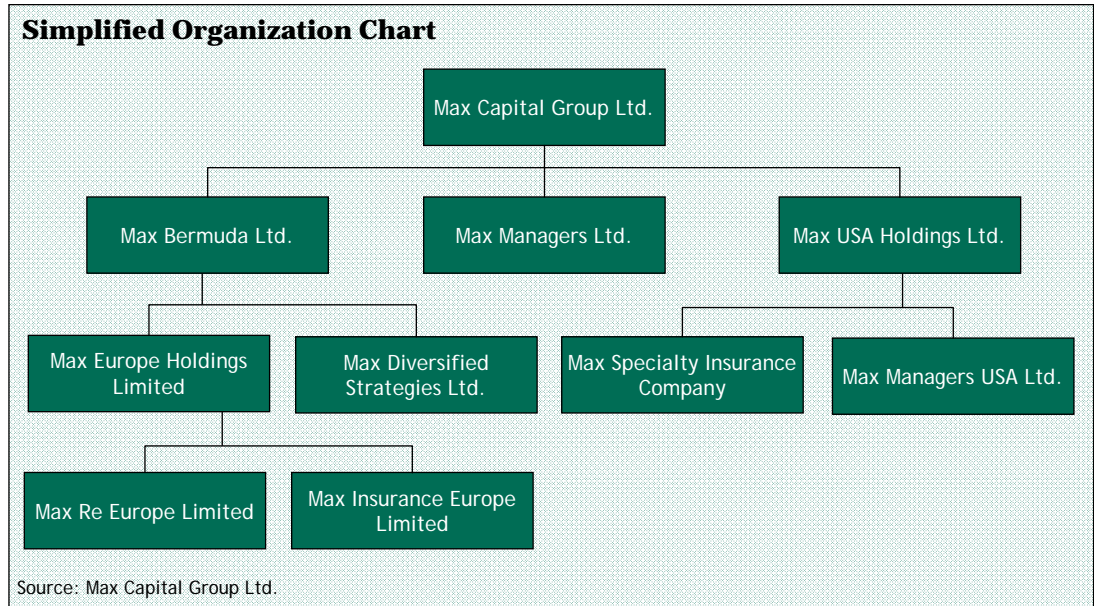 Simplified Organization Chart
Max Capital Group Ltd.
Max Bermuda Ltd.
Max Managers Ltd.
Max USA Holdings Ltd.
Max Europe Holdings
Limited
Max Diversified
Strategies Ltd.
Max Specialty Insurance
Company
Max Managers USA Ltd.
Max Re Europe Limited
Max Insurance Europe
Limited
Source: Max Capital Group Ltd.